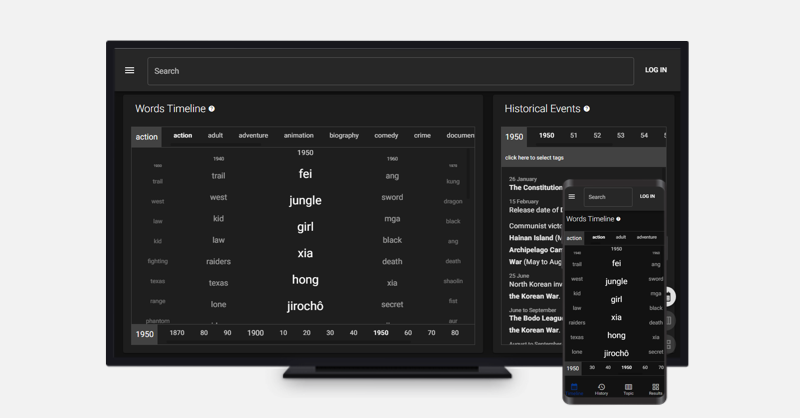 Search
LOG IN
Words Timeline
Historical Events
action
action adult adventure animation biography comedy crime documen
1940 1950 1960
trail trail fei ang kung
west west jungle sword dragon
law kid girl mga black
kid law xia black ang
fighting raiders hong death death
texas texas jirochō xia shaolin
range lone secret fist
phantom
1950 1870 80 90 1900 10 20 30 40 1950 60 70 80
1950 1950 51 52 53 54
click here to select tags
26 January
The Constitution
15 February
Release date of
Communist victo
Hainan Island (M
Archipelago Cam
War (May to Aug
25 June
North Korean inv
the Korean War.
June to September
The Bodo Leagu
the Korean War.
August to September
Search
LOG IN
Words Timeline
action action adult adventure
1950
trail fei ang
west jungle sword
kid girl mga
law xia black
raiders hong death
texas jirochō xia
lone secret
1950 30 40 1950 60 70
History Topic Results